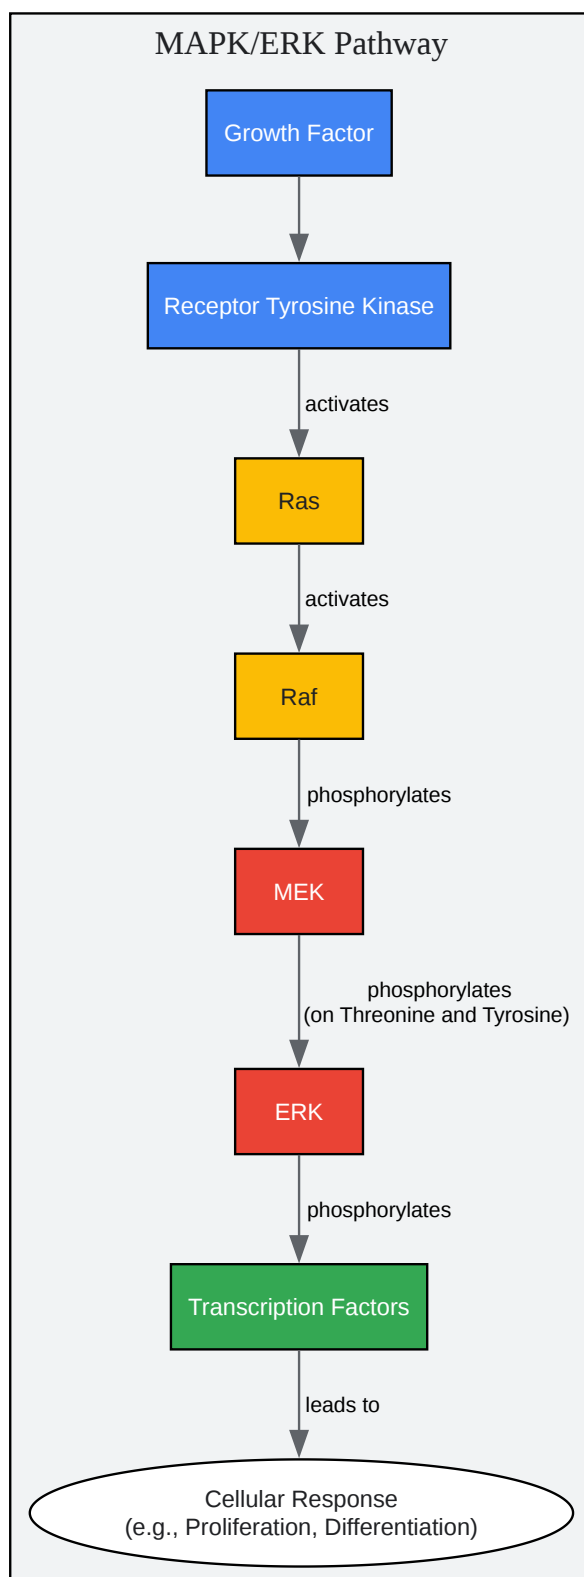 MAPK/ERK Pathway
Growth Factor
Receptor Tyrosine Kinase
activates
Ras
activates
Raf
phosphorylates
MEK
phosphorylates
(on Threonine and Tyrosine)
ERK
phosphorylates
Transcription Factors
leads to
Cellular Response
(e.g., Proliferation, Differentiation)